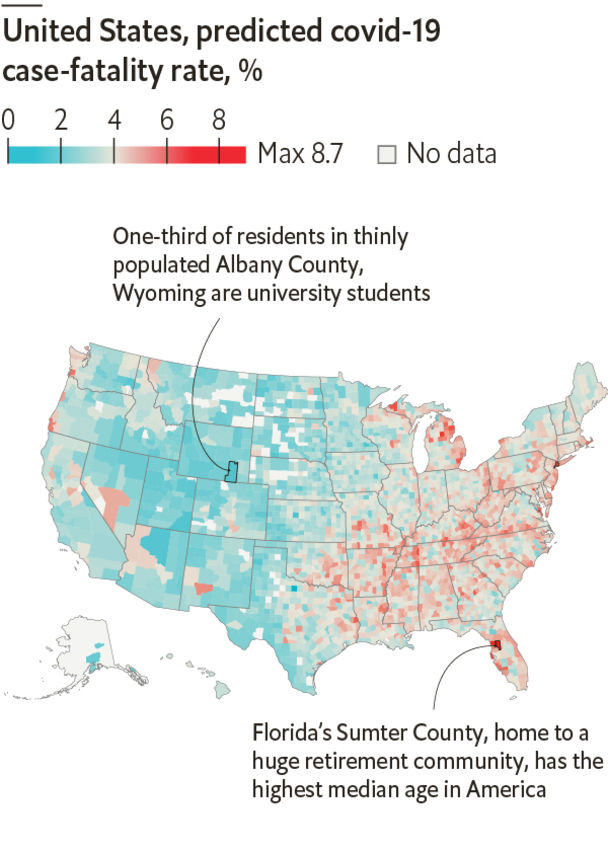 United States, predicted covid-19
case-fatality rate, %
0 2 4 6 8
Max 8.7
No data
One-third of residents in thinly
populated Albany County,
Wyoming are university students
Florida's Sumter County, home to a
huge retirement community, has the
highest median age in America